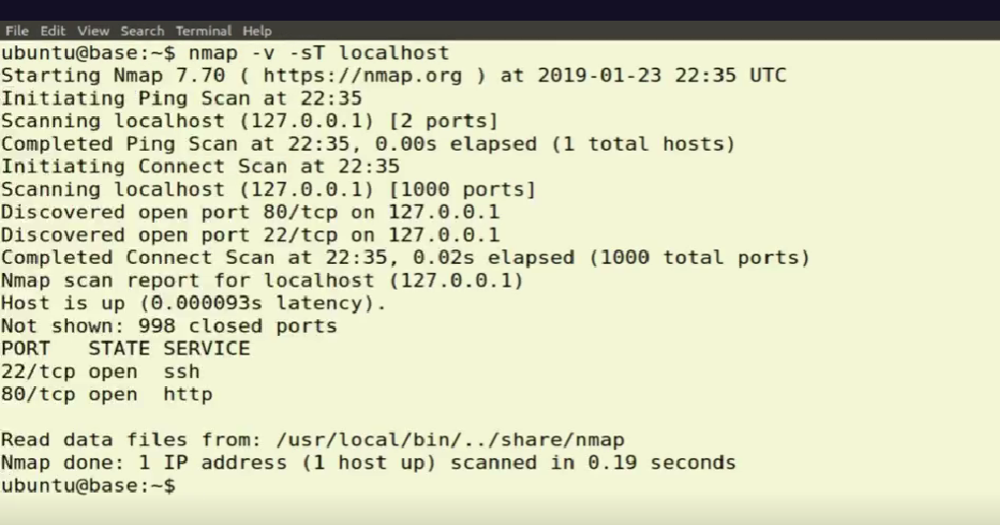 File Edit View Search Terminal Help
ubuntu@base:~$ nmap -v -sT localhost
Starting Nmap 7.70 ( https://nmap.org ) at 2019-01-23 22:35 UTC
Initiating Ping Scan at 22:35
Scanning localhost (127.0.0.1) [2 ports]
Completed Ping Scan at 22:35, 0.00s elapsed (1 total hosts)
Initiating Connect Scan at 22:35
Scanning localhost (127.0.0.1) [1000 ports]
Discovered open port 80/tcp on 127.0.0.1
Discovered open port 22/tcp on 127.0.0.1
Completed Connect Scan at 22:35, 0.02s elapsed (1000 total ports)
Nmap scan report for localhost (127.0.0.1)
Host is up (0.000093s latency).
Not shown: 998 closed ports
PORT   STATE SERVICE
22/tcp open  ssh
80/tcp open  http
Read data files from: /usr/local/bin/../share/nmap
Nmap done: 1 IP address (1 host up) scanned in 0.19 seconds
ubuntu@base:~$